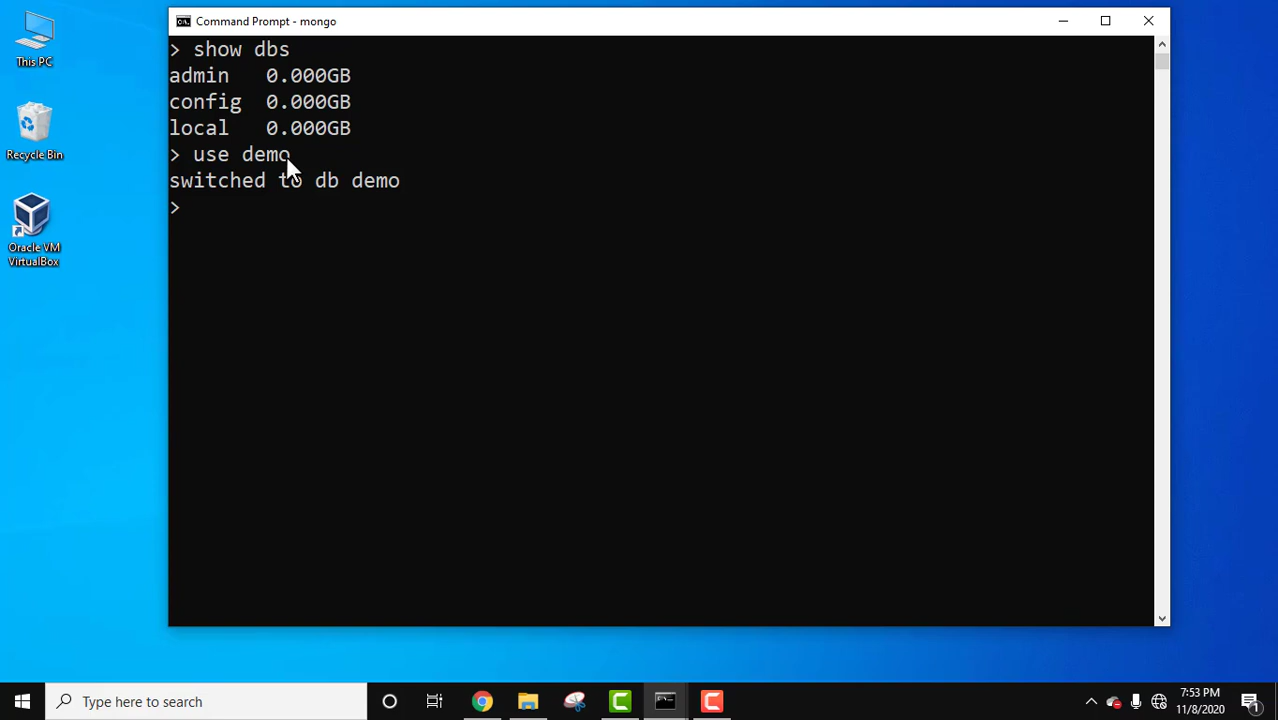 Command Prompt - mongo
This PC
Recycle Bin
Oracle VM
VirtualBox
> show dbs
admin   0.000GB
config  0.000GB
local   0.000GB
> use demo
switched to db demo
>
Type here to search
7:53 PM
11/8/2020
1